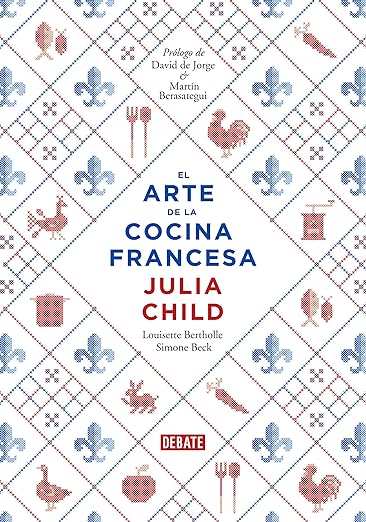 Prólogo de
David de Jorge
&
Martín
Berasategui
EL
ARTE
DE LA
COCINA
FRANCESA
JULIA
CHILD
Louisette Bertholle
Simone Beck
DEBATE